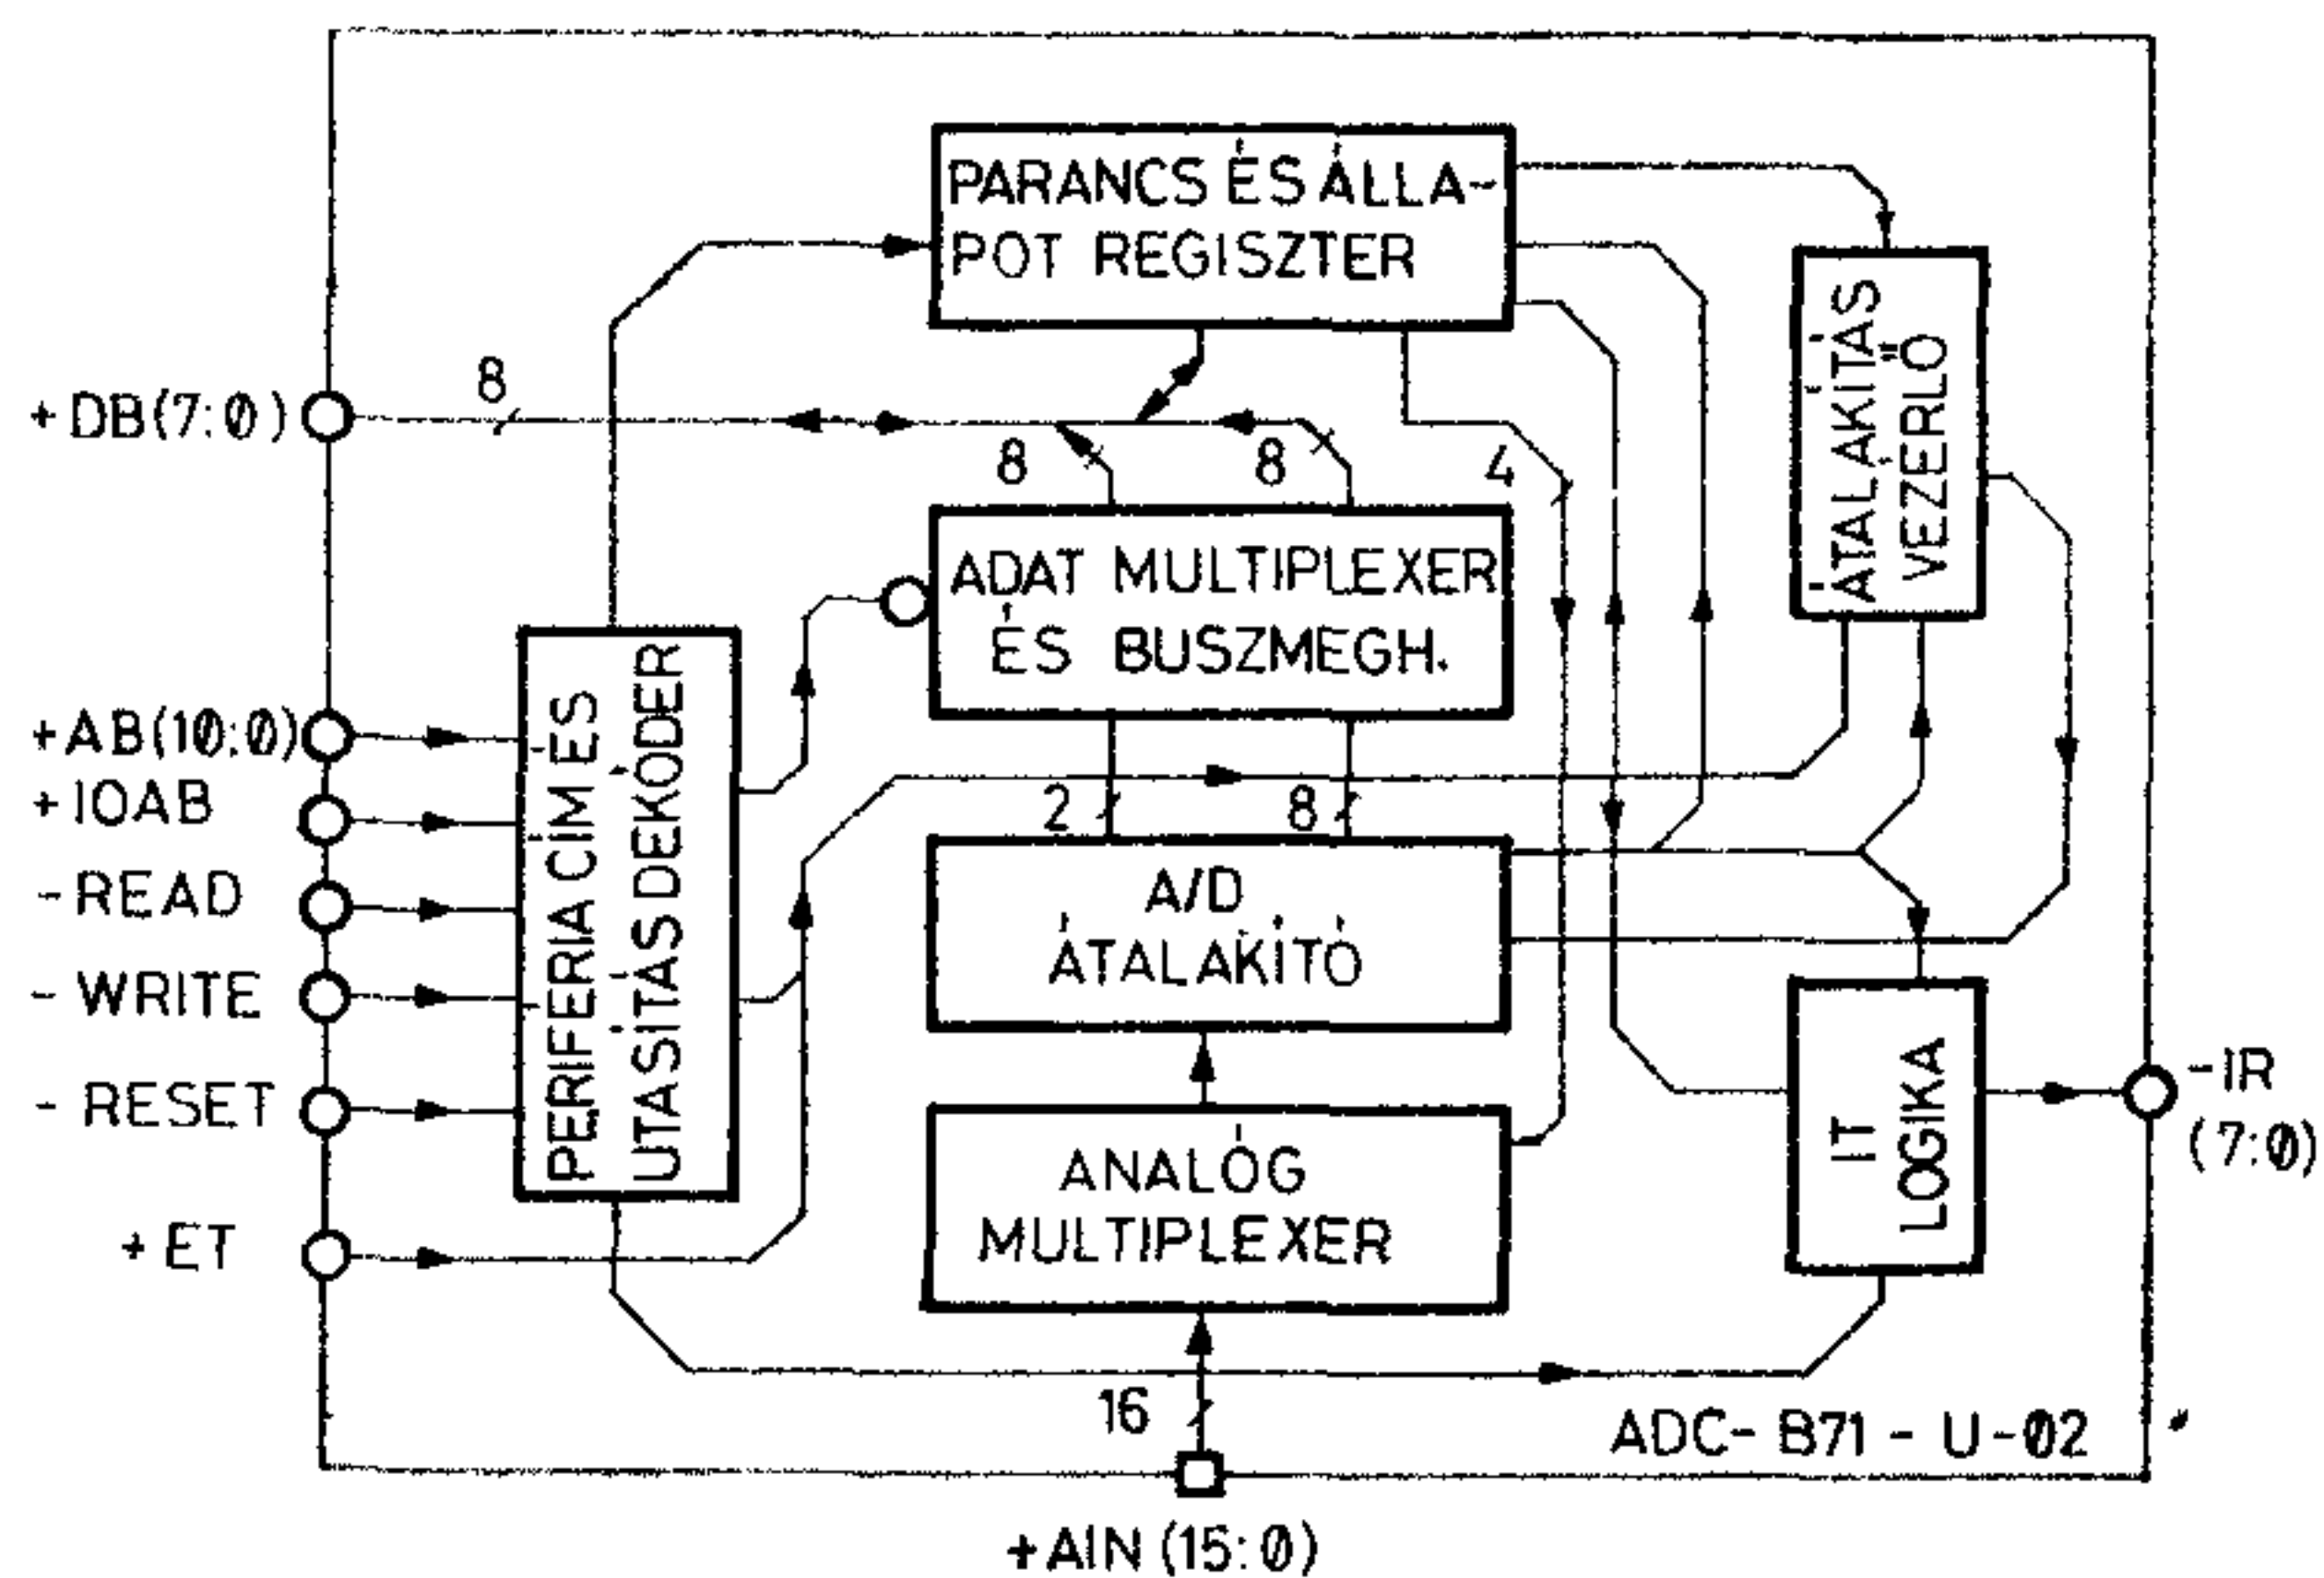 PARANCS ÉS ÁLLA-
POT REGISZTER
ÁTALAKÍTÁS
VEZÉRLŐ
8
+DB(7:0)
8
8
4
ADAT MULTIPLEXER
ÉS BUSZMEGH.
PERIFERIA CÍM ÉS
UTASÍTÁS DEKÓDER
+AB(10:0)
+IOAB
-READ
- WRITE
- RESET
+ ET
2
8
A/D
ÁTALAKÍTÓ
ANALÓG
MULTIPLEXER
IT
LOGIKA
-IR
(7:0)
16
ADC- B71 - U -02
+AIN (15:0)